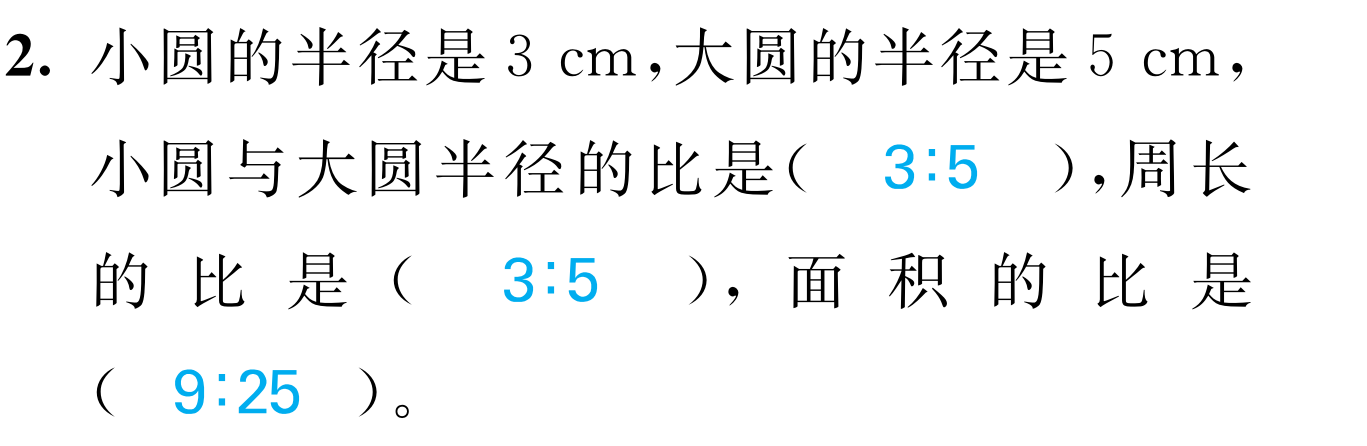 2. 小圆的半径是3 cm,大圆的半径是5 cm,
小圆与大圆半径的比是( 3∶5 ),周长
的比是( 3∶5 ),面积的比是
( 9∶25 )。